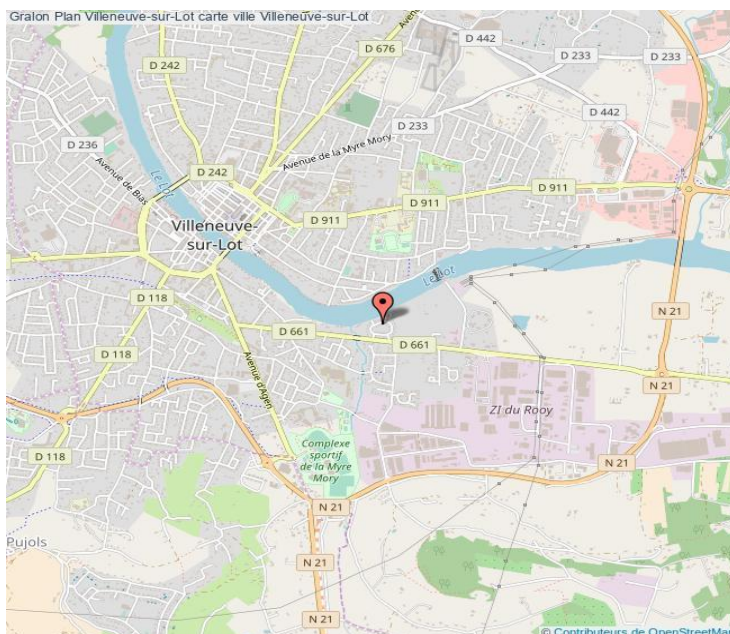 Gralon Plan Villeneuve-sur-Lot carte ville Villeneuve-sur-Lot
D 442
D 676
D 233
D 233
D 242
D 442
D 233
D 236
Avenue de la Myre Mory
D 242
Avenue de Bias
Le Lot
D 911
D 911
D 911
Villeneuve-
sur-Lot
Le Lot
D 118
N 21
D 661
D 661
D 118
Avenue d'Agen
N 21
ZI du Rooy
Complexe
sportif
de la Myre
Mory
D 118
N 21
N 21
Pujols
N 21
© Contributeurs de OpenStreetMap